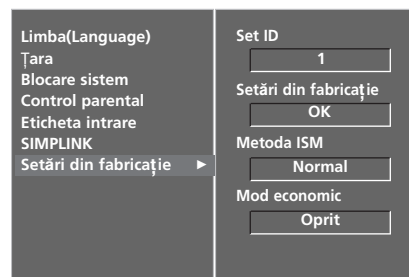 Limba(Language)
Țara
Blocare sistem
Control parental
Eticheta intrare
SIMPLINK
Setări din fabricație ►
Set ID
1
Setări din fabricație
OK
Metoda ISM
Normal
Mod economic
Oprit